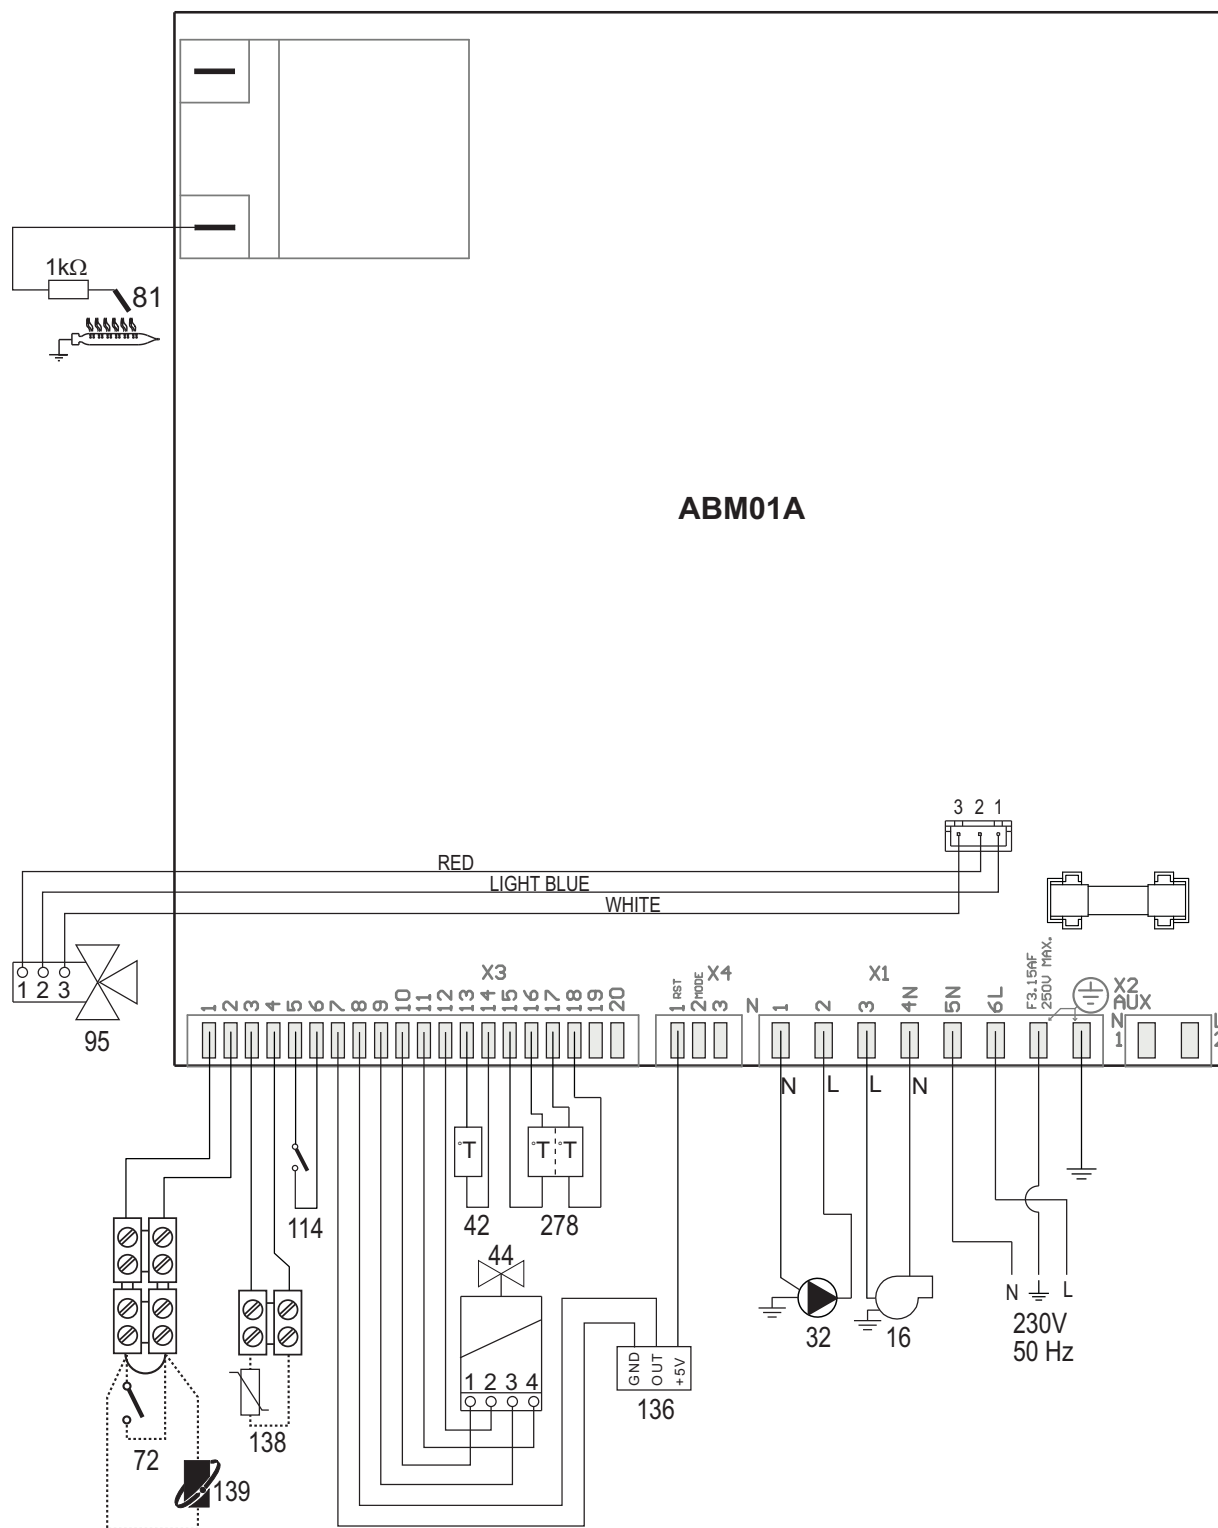 1kΩ
81
ABM01A
3 2 1
RED
LIGHT BLUE
WHITE
1 2 3
95
X3
1 2 3 4 5 6 7 8 9 10 11 12 13 14 15 16 17 18 19 20
X4
1 RST 2 MODE 3
X1
N 1 2 3 4N 5N 6L
F3.15AF
250V MAX.
X2
AUX
N L
1 2
N L L N
114
42
278
44
1 2 3 4
GND OUT +5V
136
32
16
N L
230V
50 Hz
72
138
139
°T
°T °T